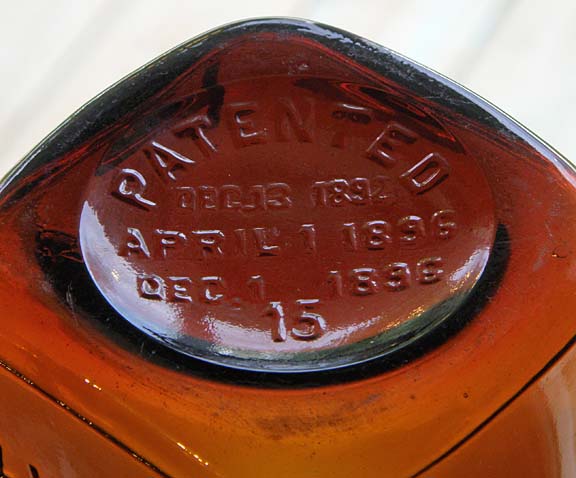 PATENTED
DEC.13 1892
APRIL 1 1896
DEC. 1 1896
15